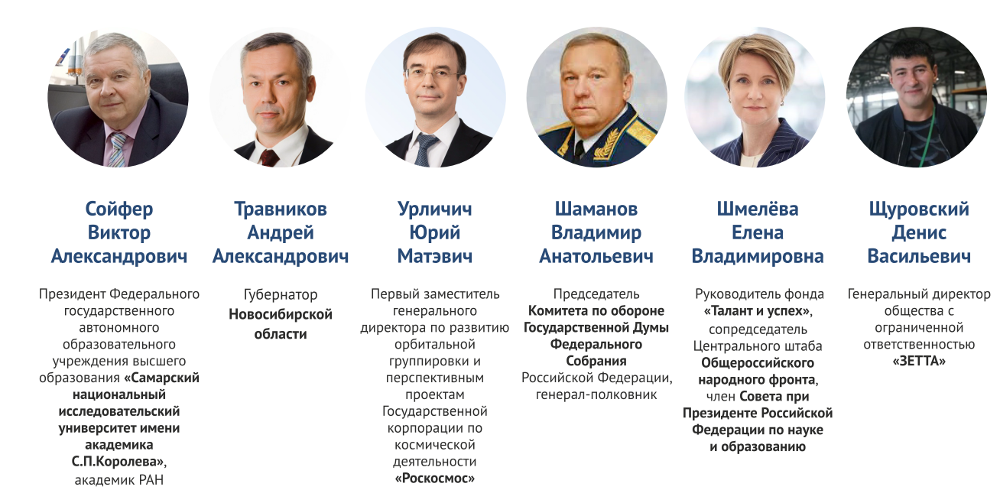 Сойфер
Виктор
Александрович
Президент Федерального
государственного
автономного
образовательного
учреждения высшего
образования «Самарский
национальный
исследовательский
университет имени
академика
С.П.Королева»,
академик РАН
Травников
Андрей
Александрович
Губернатор
Новосибирской
области
Урличич
Юрий
Матэвич
Первый заместитель
генерального
директора по развитию
орбитальной
группировки и
перспективным
проектам
Государственной
корпорации по
космической
деятельности
«Роскосмос»
Шаманов
Владимир
Анатольевич
Председатель
Комитета по обороне
Государственной Думы
Федерального
Собрания
Российской Федерации,
генерал-полковник
Шмелёва
Елена
Владимировна
Руководитель фонда
«Талант и успех»,
сопредседатель
Центрального штаба
Общероссийского
народного фронта,
член Совета при
Президенте Российской
Федерации по науке
и образованию
Щуровский
Денис
Васильевич
Генеральный директор
общества с
ограниченной
ответственностью
«ЗЕТТА»